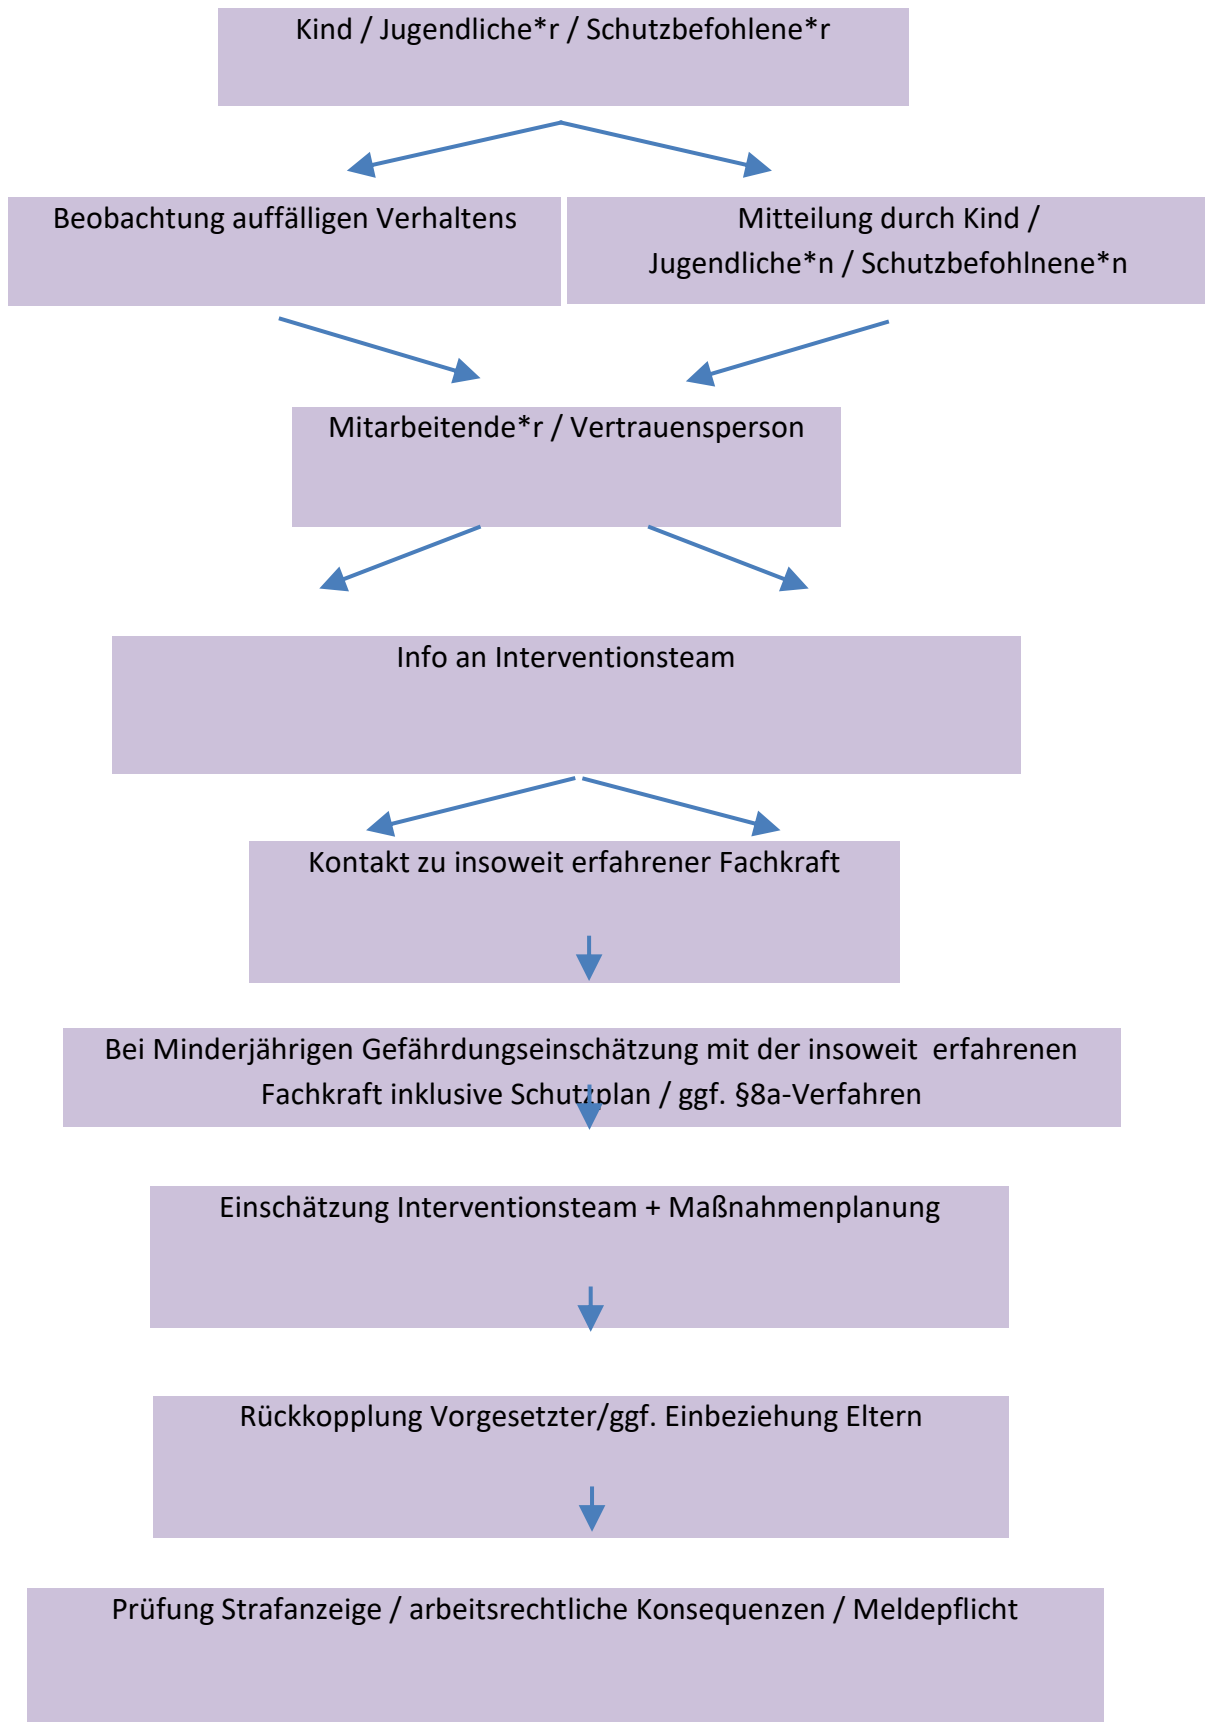 Kind / Jugendliche*r / Schutzbefohlene*r
Beobachtung auffälligen Verhaltens
Mitteilung durch Kind /
Jugendliche*n / Schutzbefohlnene*n
Mitarbeitende*r / Vertrauensperson
Info an Interventionsteam
Kontakt zu insoweit erfahrener Fachkraft
Bei Minderjährigen Gefährdungseinschätzung mit der insoweit  erfahrenen
Fachkraft inklusive Schutzplan / ggf. §8a-Verfahren
Einschätzung Interventionsteam + Maßnahmenplanung
Rückkopplung Vorgesetzter/ggf. Einbeziehung Eltern
Prüfung Strafanzeige / arbeitsrechtliche Konsequenzen / Meldepflicht